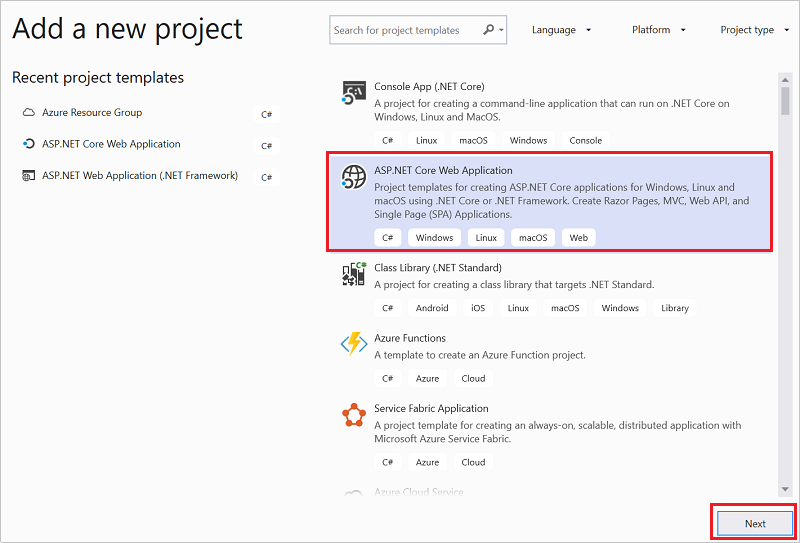 Add a new project
Search for project templates
Language
Platform
Project type
Recent project templates
Azure Resource Group
C#
ASP.NET Core Web Application
C#
ASP.NET Web Application (.NET Framework)
C#
Console App (.NET Core)
A project for creating a command-line application that can run on .NET Core on
Windows, Linux and MacOS.
C# Linux macOS Windows Console
ASP.NET Core Web Application
Project templates for creating ASP.NET Core applications for Windows, Linux and
macOS using .NET Core or .NET Framework. Create Razor Pages, MVC, Web API, and
Single Page (SPA) Applications.
C# Windows Linux macOS Web
Class Library (.NET Standard)
A project for creating a class library that targets .NET Standard.
C# Android iOS Linux macOS Windows Library
Azure Functions
A template to create an Azure Function project.
C# Azure Cloud
Service Fabric Application
A project template for creating an always-on, scalable, distributed application with
Microsoft Azure Service Fabric.
C# Azure Cloud
Azure Cloud Service
Next